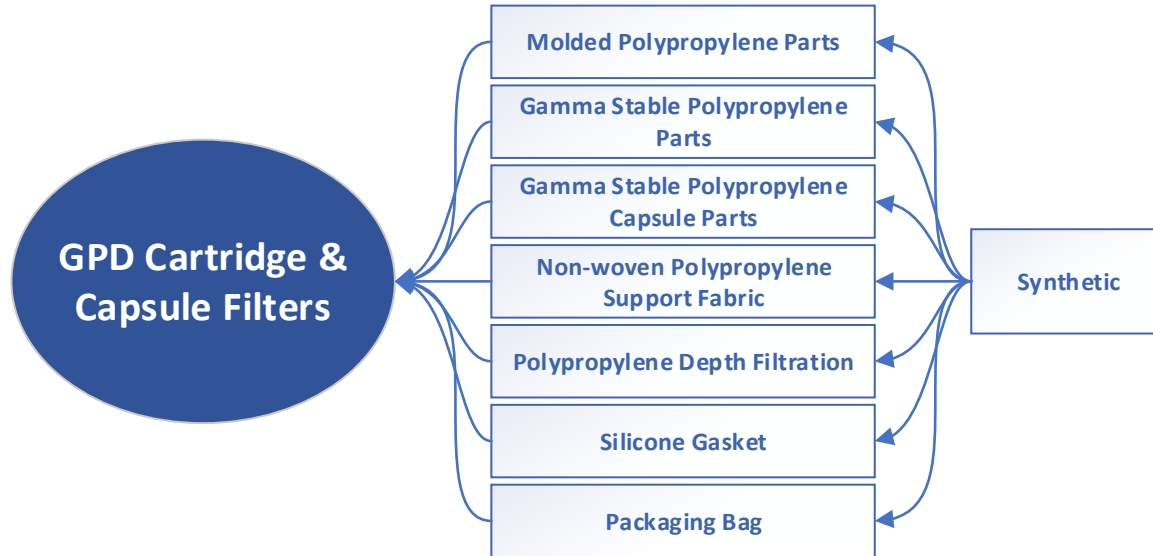 GPD Cartridge &
Capsule Filters
Molded Polypropylene Parts
Gamma Stable Polypropylene
Parts
Gamma Stable Polypropylene
Capsule Parts
Non-woven Polypropylene
Support Fabric
Polypropylene Depth Filtration
Silicone Gasket
Packaging Bag
Synthetic